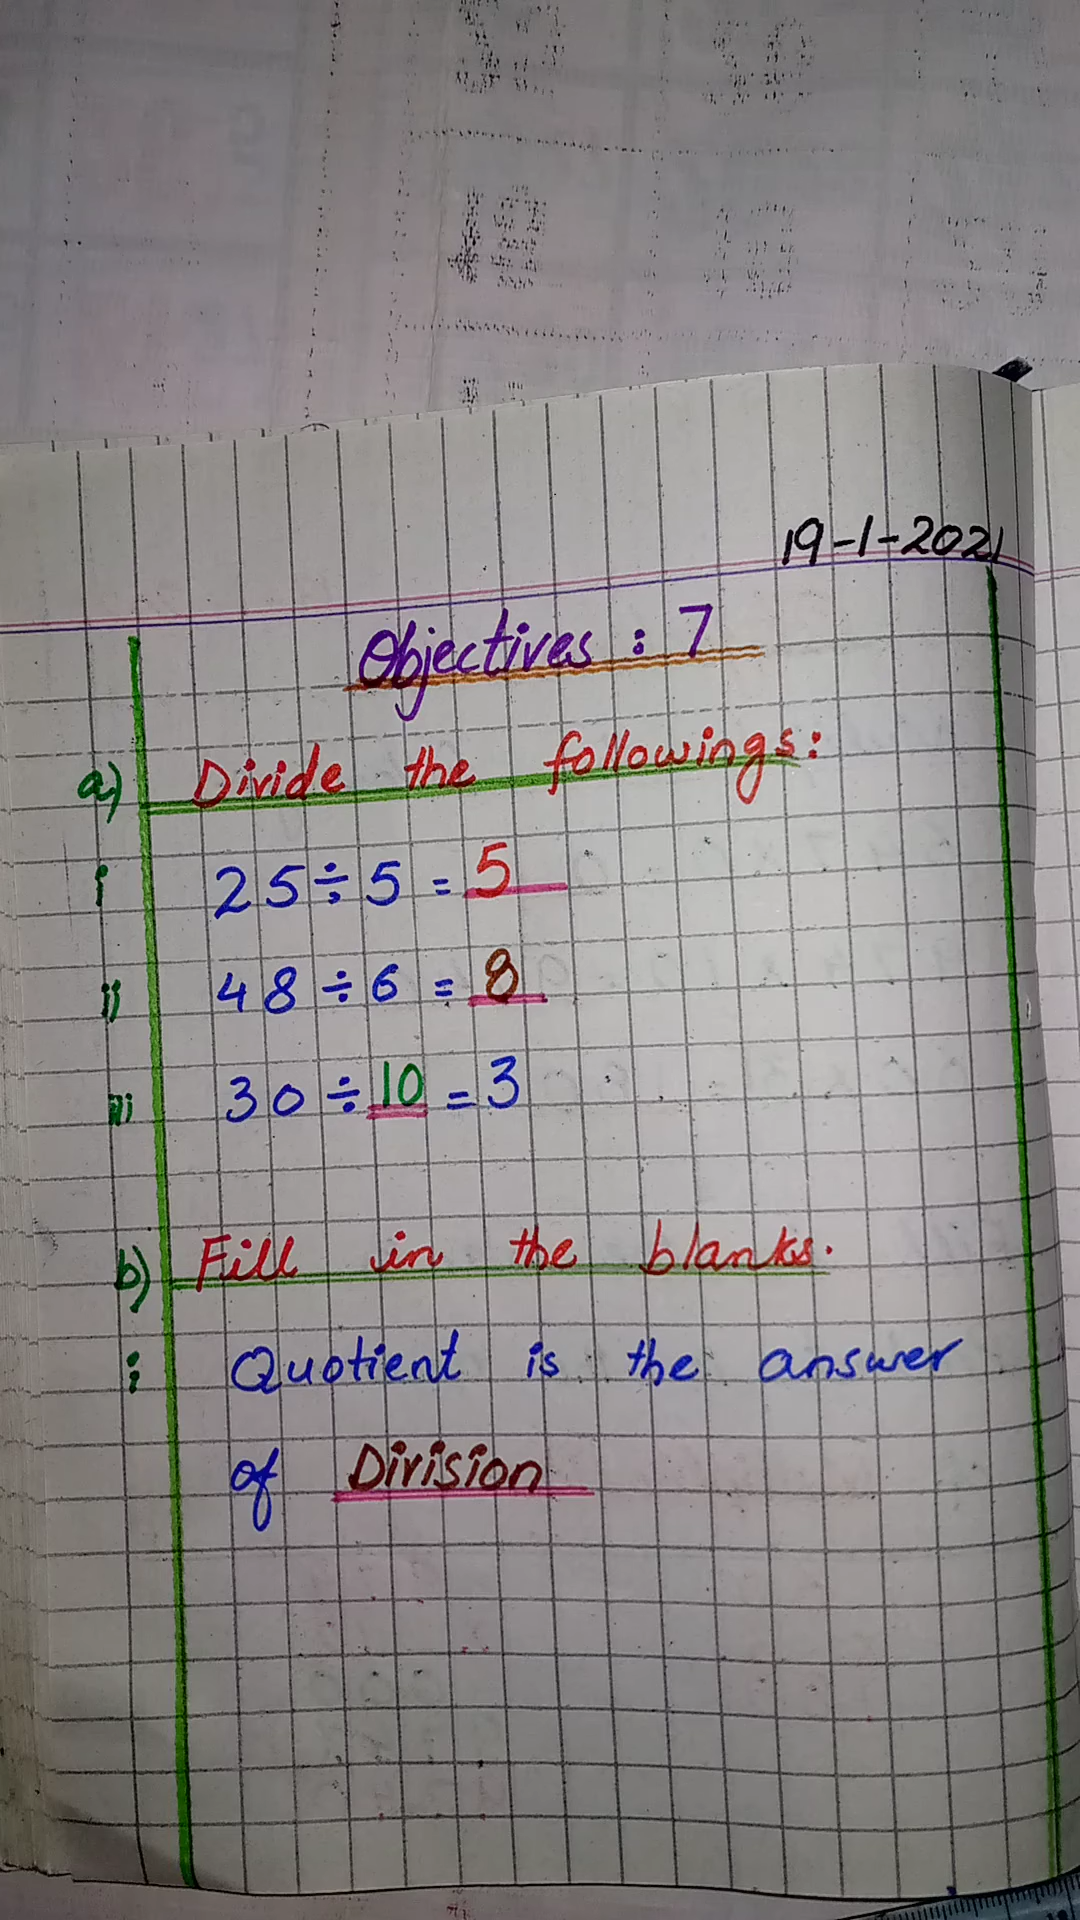 19-1-2021
Objectives : 7
a) Divide the followings:
i 25÷5 = 5
ii 48÷6 = 8
iii 30÷10 = 3
b) Fill in the blanks.
i Quotient is the answer
of Division